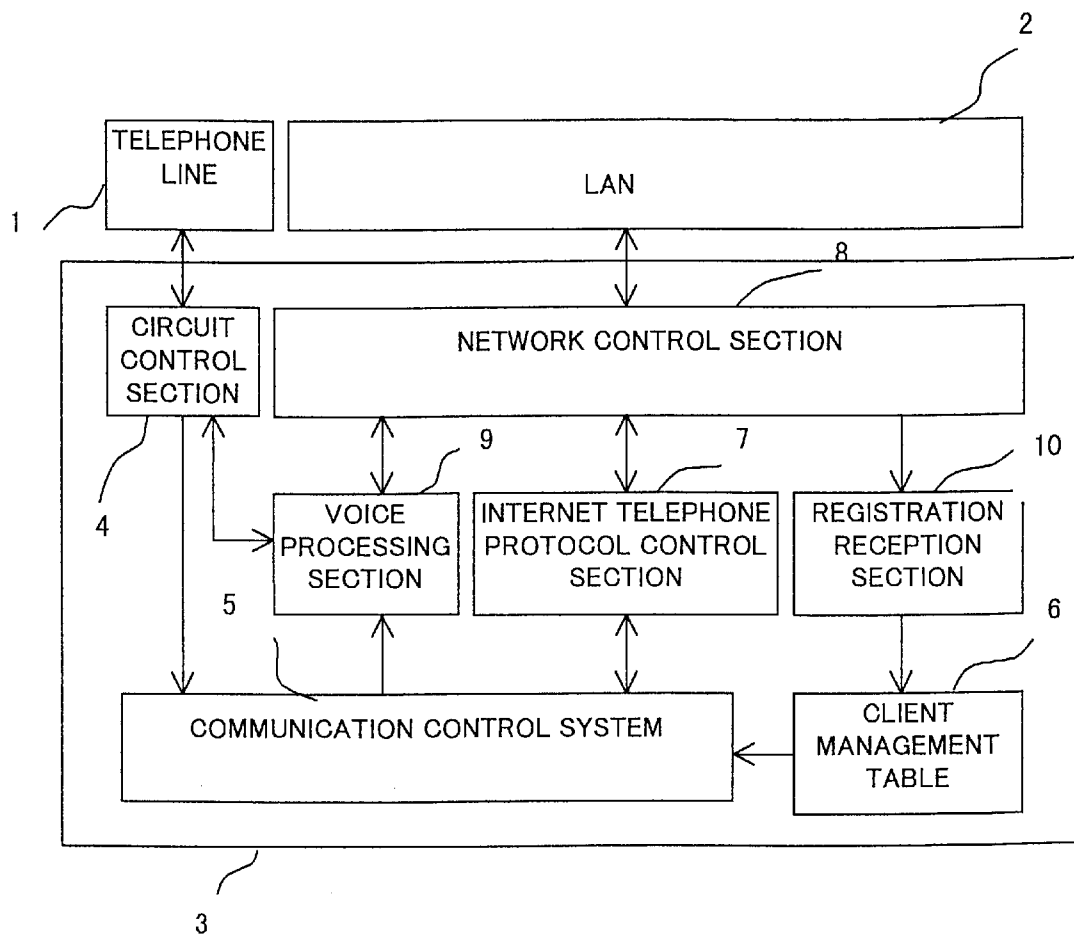 2
TELEPHONE
LINE
LAN
1
8
CIRCUIT
CONTROL
SECTION
NETWORK CONTROL SECTION
4
9
7
10
VOICE
PROCESSING
SECTION
INTERNET TELEPHONE
PROTOCOL CONTROL
SECTION
REGISTRATION
RECEPTION
SECTION
5
6
COMMUNICATION CONTROL SYSTEM
CLIENT
MANAGEMENT
TABLE
3